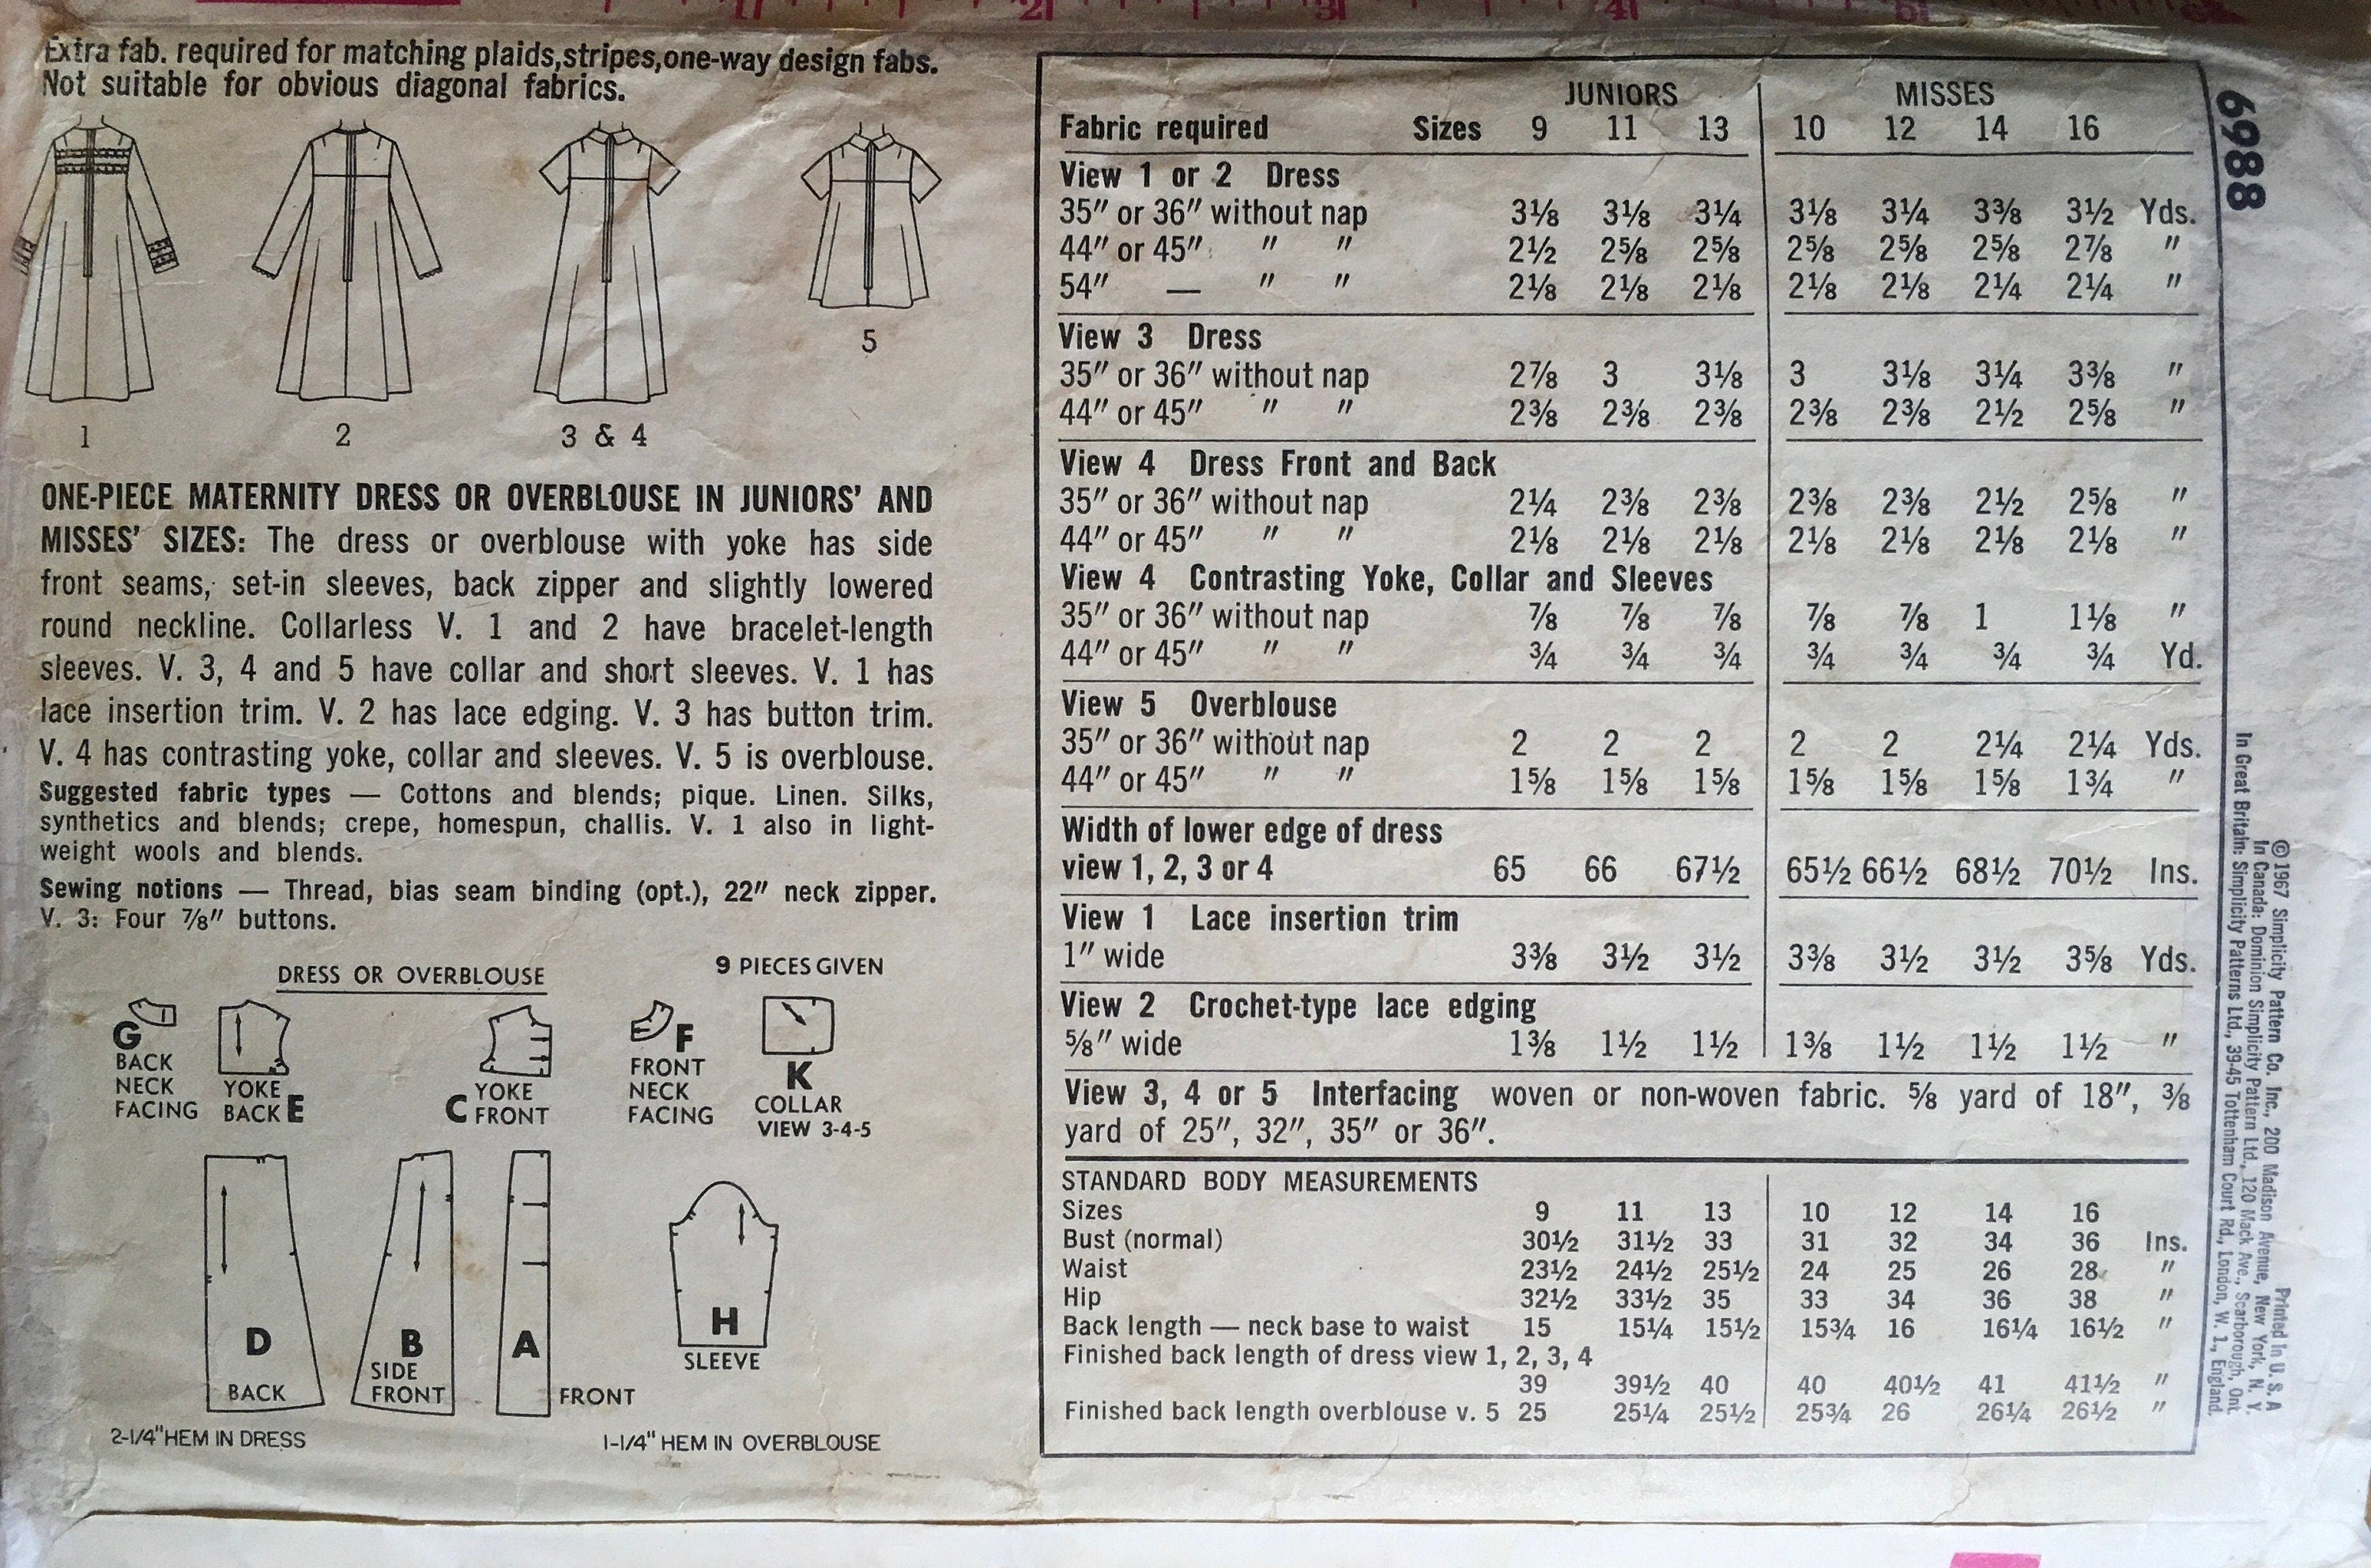 Extra fab. required for matching plaids,stripes,one-way design fabs.
Not suitable for obvious diagonal fabrics.
1
2
3 & 4
5
ONE-PIECE MATERNITY DRESS OR OVERBLOUSE IN JUNIORS' AND
MISSES' SIZES: The dress or overblouse with yoke has side
front seams, set-in sleeves, back zipper and slightly lowered
round neckline. Collarless V. 1 and 2 have bracelet-length
sleeves. V. 3, 4 and 5 have collar and short sleeves. V. 1 has
lace insertion trim. V. 2 has lace edging. V. 3 has button trim.
V. 4 has contrasting yoke, collar and sleeves. V. 5 is overblouse.
Suggested fabric types — Cottons and blends; pique. Linen. Silks,
synthetics and blends; crepe, homespun, challis. V. 1 also in light-
weight wools and blends.
Sewing notions — Thread, bias seam binding (opt.), 22" neck zipper.
V. 3: Four ⅞" buttons.
DRESS OR OVERBLOUSE
9 PIECES GIVEN
G
BACK
NECK
FACING
YOKE
BACK E
YOKE
C FRONT
F
FRONT
NECK
FACING
K
COLLAR
VIEW 3-4-5
D
BACK
B
SIDE
FRONT
A
FRONT
H
SLEEVE
2-1/4" HEM IN DRESS
1-1/4" HEM IN OVERBLOUSE
JUNIORS MISSES
Fabric required Sizes 9 11 13 10 12 14 16
View 1 or 2 Dress
35" or 36" without nap 3⅛ 3⅛ 3¼ 3⅛ 3¼ 3⅜ 3½ Yds.
44" or 45" " " 2½ 2⅝ 2⅝ 2⅝ 2⅝ 2⅝ 2⅞ "
54" — " " 2⅛ 2⅛ 2⅛ 2⅛ 2⅛ 2¼ 2¼ "
View 3 Dress
35" or 36" without nap 2⅞ 3 3⅛ 3 3⅛ 3¼ 3⅜ "
44" or 45" " " 2⅜ 2⅜ 2⅜ 2⅜ 2⅜ 2½ 2⅝ "
View 4 Dress Front and Back
35" or 36" without nap 2¼ 2⅜ 2⅜ 2⅜ 2⅜ 2½ 2⅝ "
44" or 45" " " 2⅛ 2⅛ 2⅛ 2⅛ 2⅛ 2⅛ 2⅛ "
View 4 Contrasting Yoke, Collar and Sleeves
35" or 36" without nap ⅞ ⅞ ⅞ ⅞ ⅞ 1 1⅛ "
44" or 45" " " ¾ ¾ ¾ ¾ ¾ ¾ ¾ Yd.
View 5 Overblouse
35" or 36" without nap 2 2 2 2 2 2¼ 2¼ Yds.
44" or 45" " " 1⅝ 1⅝ 1⅝ 1⅝ 1⅝ 1⅝ 1¾ "
Width of lower edge of dress
view 1, 2, 3 or 4 65 66 67½ 65½ 66½ 68½ 70½ Ins.
View 1 Lace insertion trim
1" wide 3⅜ 3½ 3½ 3⅜ 3½ 3½ 3⅝ Yds.
View 2 Crochet-type lace edging
⅝" wide 1⅜ 1½ 1½ 1⅜ 1½ 1½ 1½ "
View 3, 4 or 5 Interfacing woven or non-woven fabric. ⅝ yard of 18", ⅜
yard of 25", 32", 35" or 36".
STANDARD BODY MEASUREMENTS
Sizes 9 11 13 10 12 14 16
Bust (normal) 30½ 31½ 33 31 32 34 36 Ins.
Waist 23½ 24½ 25½ 24 25 26 28 "
Hip 32½ 33½ 35 33 34 36 38 "
Back length — neck base to waist 15 15¼ 15½ 15¾ 16 16¼ 16½ "
Finished back length of dress view 1, 2, 3, 4
39 39½ 40 40 40½ 41 41½ "
Finished back length overblouse v. 5 25 25¼ 25½ 25¾ 26 26¼ 26½ "
6988
Printed in U. S. A
©1967 Simplicity Pattern Co. Inc., 200 Madison Avenue, New York, N. Y.
In Canada: Dominion Simplicity Pattern Ltd., 120 Mack Ave., Scarborough, Ont.
In Great Britain: Simplicity Patterns Ltd., 39-45 Tottenham Court Rd., London, W. 1., England.